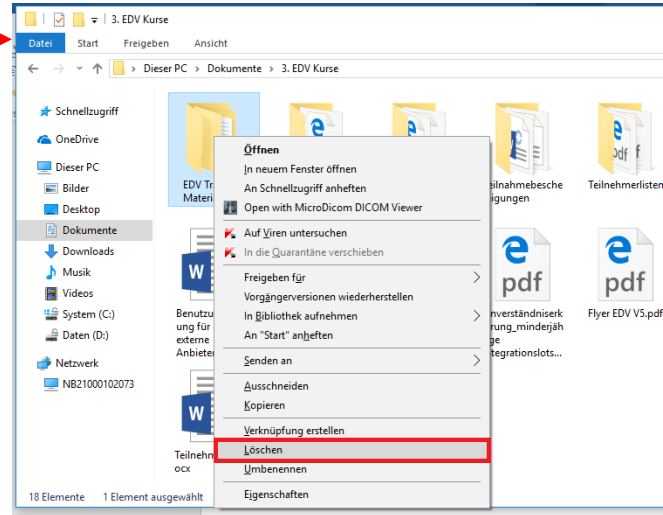 3. EDV Kurse
Datei Start Freigeben Ansicht
Dieser PC > Dokumente > 3. EDV Kurse
Schnellzugriff
OneDrive
Dieser PC
Bilder
Desktop
Dokumente
Downloads
Musik
Videos
System (C:)
Daten (D:)
Netzwerk
NB21000102073
EDV Tr
Materi
eilnahmebesche
igungen
Teilnehmerlisten
pdf
W
Benutzu
ung für
externe
Anbieter
pdf
nverständniserk
rung_minderjäh
ge
tegrationslots...
pdf
Flyer EDV V5.pdf
W
Teilnehm
ocx
Öffnen
In neuem Fenster öffnen
An Schnellzugriff anheften
Open with MicroDicom DICOM Viewer
Auf Viren untersuchen
In die Quarantäne verschieben
Freigeben für
Vorgängerversionen wiederherstellen
In Bibliothek aufnehmen
An "Start" anheften
Senden an
Ausschneiden
Kopieren
Verknüpfung erstellen
Löschen
Umbenennen
Eigenschaften
18 Elemente 1 Element ausgewählt